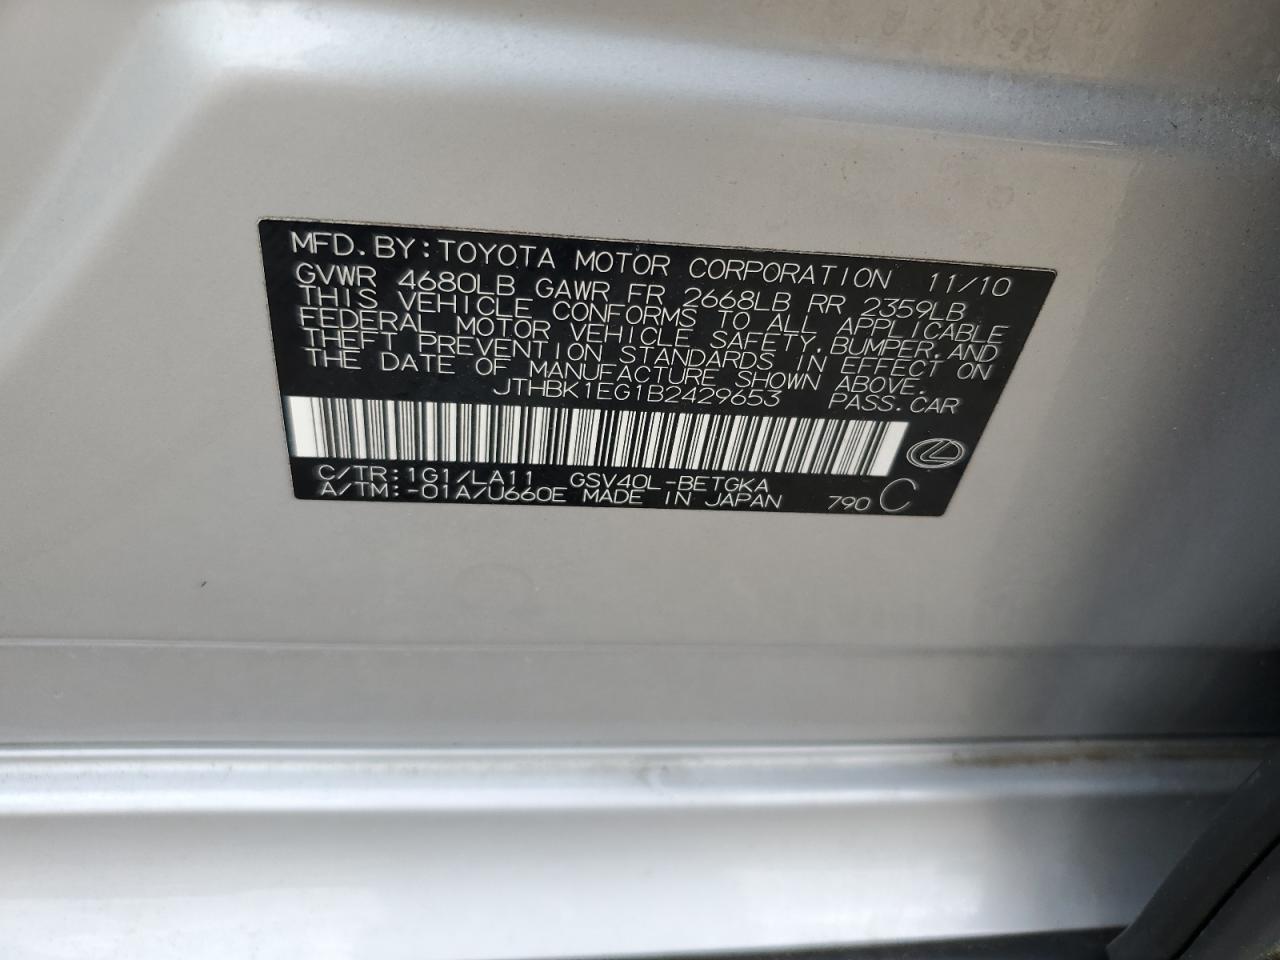 MFD.BY:TOYOTA MOTOR CORPORATION 11/10
GVWR 4680LB GAWR FR 2668LB RR 2359LB
THIS VEHICLE CONFORMS TO ALL APPLICABLE
FEDERAL MOTOR VEHICLE SAFETY,BUMPER,AND
THEFT PREVENTION STANDARDS IN EFFECT ON
THE DATE OF MANUFACTURE SHOWN ABOVE.
JTHBK1EG1B2429653 PASS.CAR
C/TR:1G1/LA11 GSV40L-BETGKA
A/TM:-01A/U660E MADE IN JAPAN 790 C